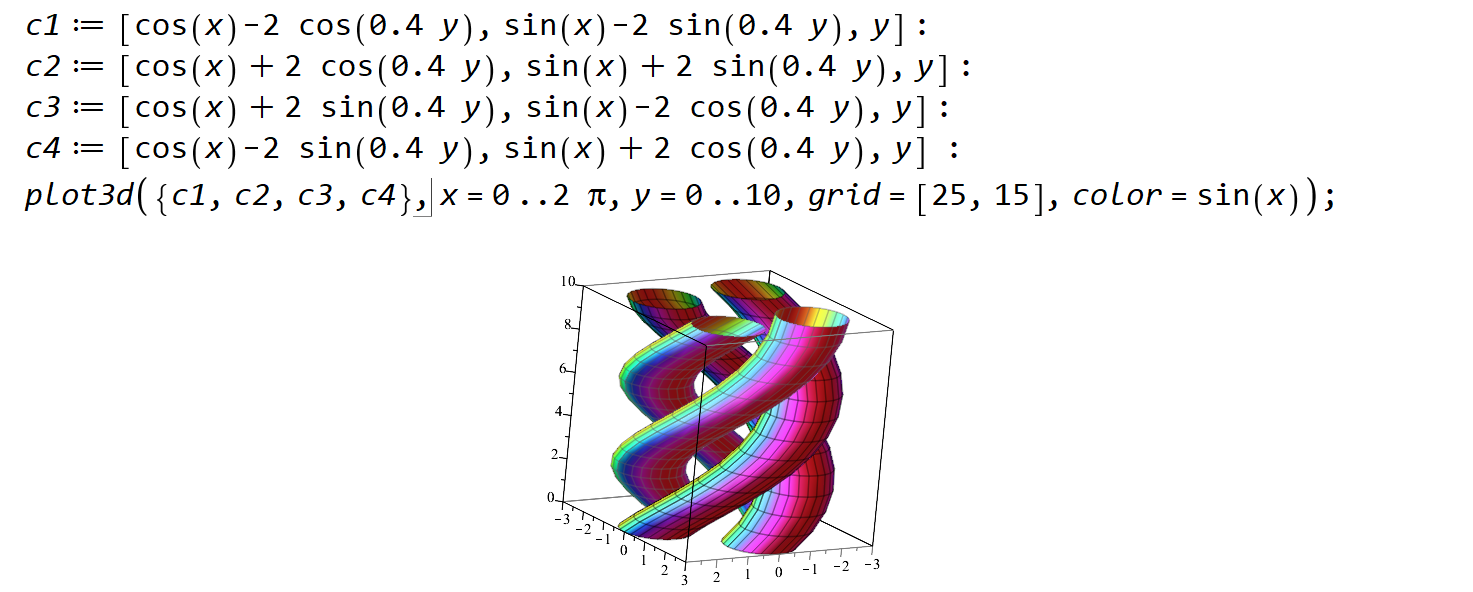 c1 := [cos(x)−2 cos(0.4 y), sin(x)−2 sin(0.4 y), y] :
c2 := [cos(x) + 2 cos(0.4 y), sin(x) + 2 sin(0.4 y), y] :
c3 := [cos(x) + 2 sin(0.4 y), sin(x)−2 cos(0.4 y), y] :
c4 := [cos(x)−2 sin(0.4 y), sin(x) + 2 cos(0.4 y), y] :
plot3d({c1, c2, c3, c4}, x = 0 ..2 π, y = 0 ..10, grid = [25, 15], color = sin(x));
10
8
6
4
2
0
-3 -2 -1 0 1 2 3
2 1 0 -1 -2 -3